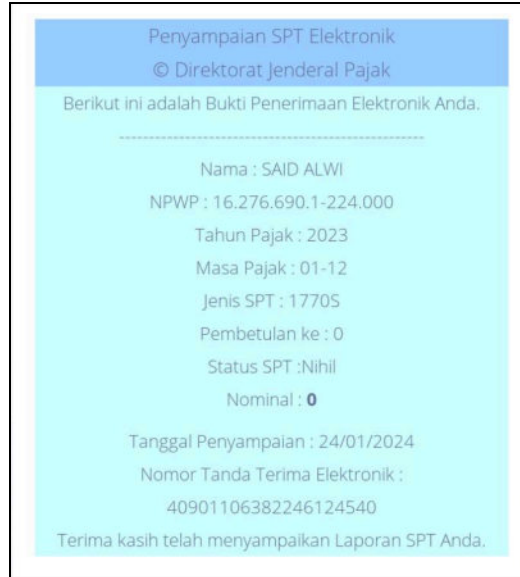 Penyampaian SPT Elektronik
© Direktorat Jenderal Pajak
Berikut ini adalah Bukti Penerimaan Elektronik Anda.
----------------------------------------------------
Nama : SAID ALWI
NPWP : 16.276.690.1-224.000
Tahun Pajak : 2023
Masa Pajak : 01-12
Jenis SPT : 1770S
Pembetulan ke : 0
Status SPT :Nihil
Nominal : 0
Tanggal Penyampaian : 24/01/2024
Nomor Tanda Terima Elektronik :
40901106382246124540
Terima kasih telah menyampaikan Laporan SPT Anda.